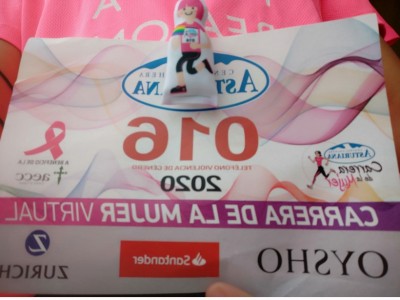 ASTURIANA
016
TELÉFONO VIOLENCIA DE GÉNERO
2020
ASTURIANA
Carrera
de la
Mujer
A BENEFICIO DE LA
aecc
CARRERA DE LA MUJER VIRTUAL
OYSHO
Santander
ZURICH